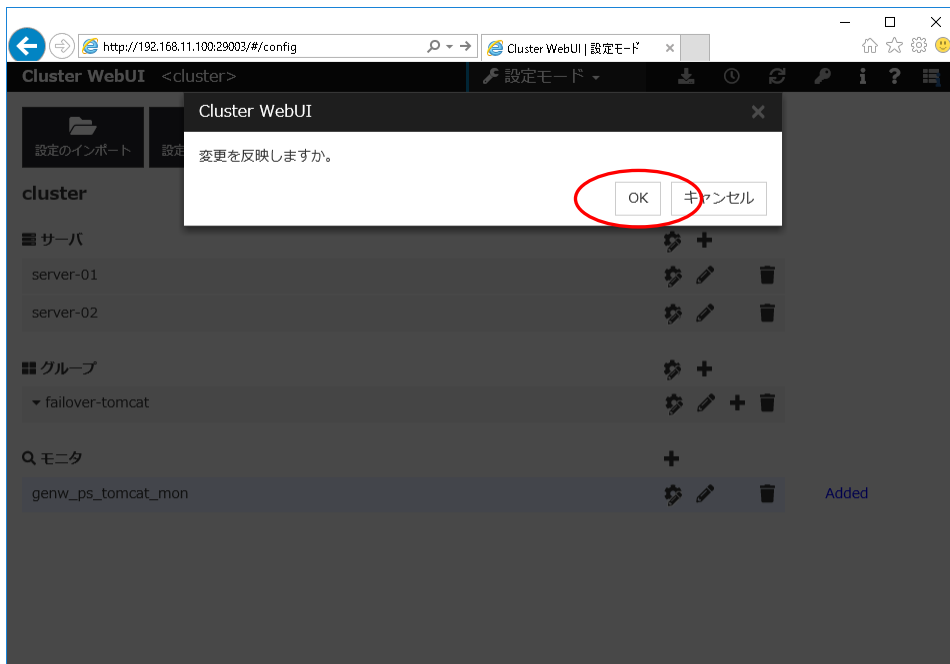 http://192.168.11.100:29003/#/config
Cluster WebUI | 設定モード
Cluster WebUI <cluster>
設定モード
Cluster WebUI
設定のインポート
設定
変更を反映しますか。
OK
キャンセル
cluster
サーバ
server-01
server-02
グループ
failover-tomcat
モニタ
genw_ps_tomcat_mon
Added